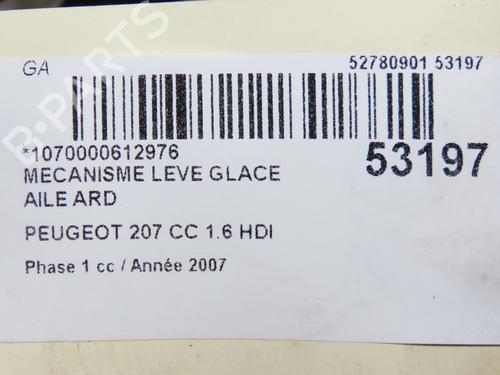 GA
52780901 53197
*1070000612976
53197
MECANISME LEVE GLACE
AILE ARD
PEUGEOT 207 CC 1.6 HDI
Phase 1 cc / Année 2007
B-PARTS